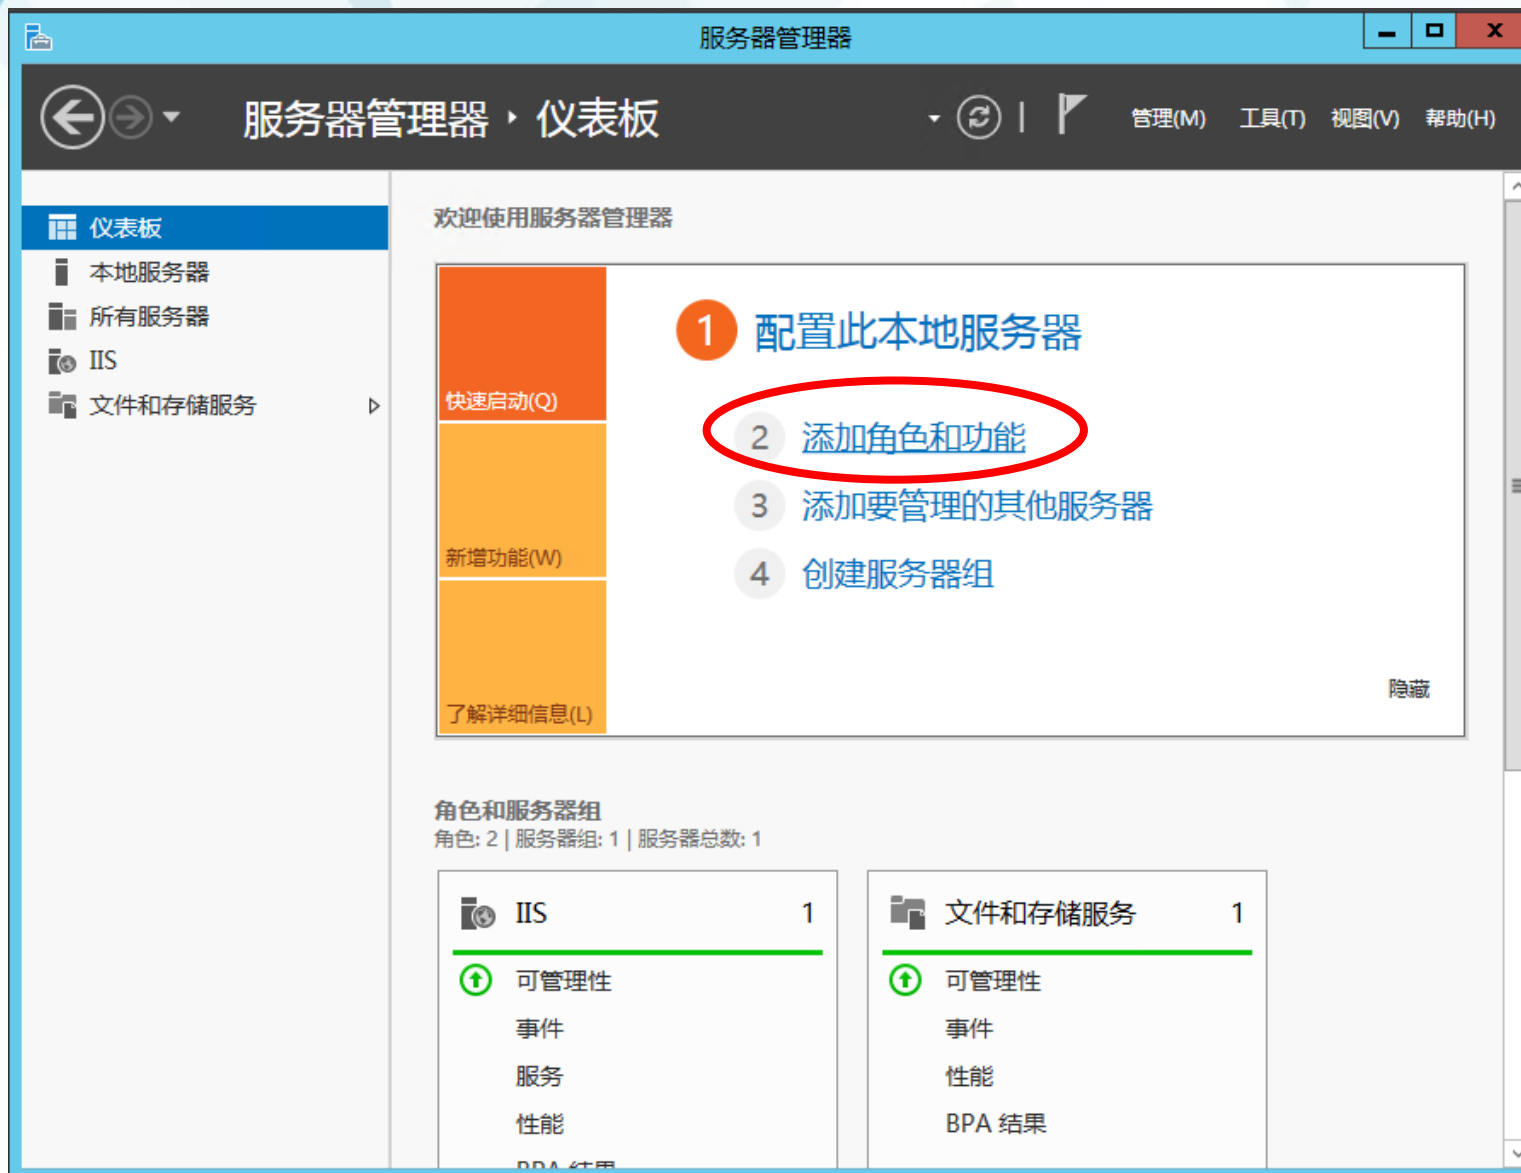 服务器管理器
服务器管理器 · 仪表板
管理(M) 工具(T) 视图(V) 帮助(H)
仪表板
本地服务器
所有服务器
IIS
文件和存储服务
欢迎使用服务器管理器
快速启动(Q)
新增功能(W)
了解详细信息(L)
1 配置此本地服务器
2 添加角色和功能
3 添加要管理的其他服务器
4 创建服务器组
隐藏
角色和服务器组
角色: 2 | 服务器组: 1 | 服务器总数: 1
IIS 1
可管理性
事件
服务
性能
BPA 结果
文件和存储服务 1
可管理性
事件
性能
BPA 结果